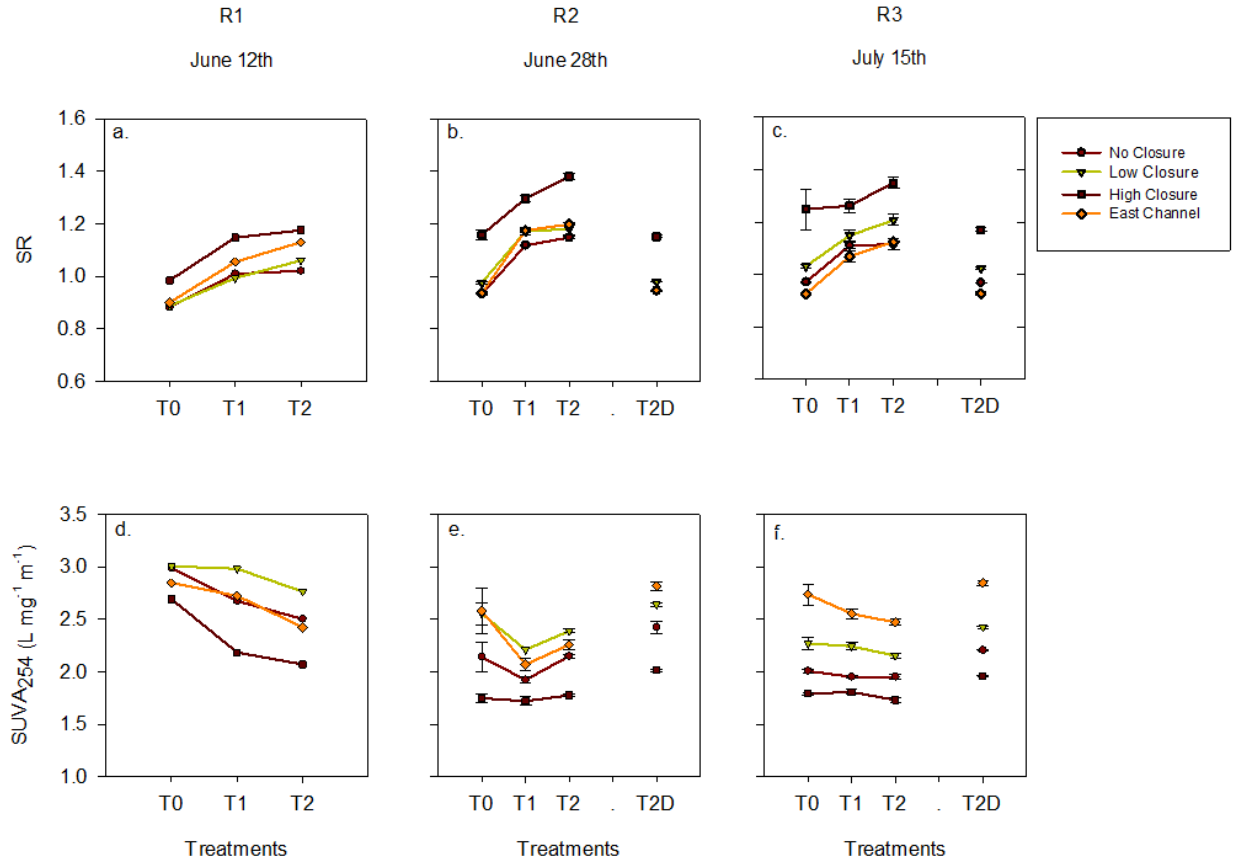 R1 R2 R3
June 12th June 28th July 15th
a. b. c.
1.6
1.4
1.2
1.0
0.8
0.6
SR
No Closure
Low Closure
High Closure
East Channel
T0 T1 T2 T0 T1 T2 . T2D T0 T1 T2 . T2D
d. e. f.
3.5
3.0
2.5
2.0
1.5
1.0
SUVA254 (L mg-1 m-1)
T0 T1 T2 T0 T1 T2 . T2D T0 T1 T2 . T2D
Treatments Treatments Treatments